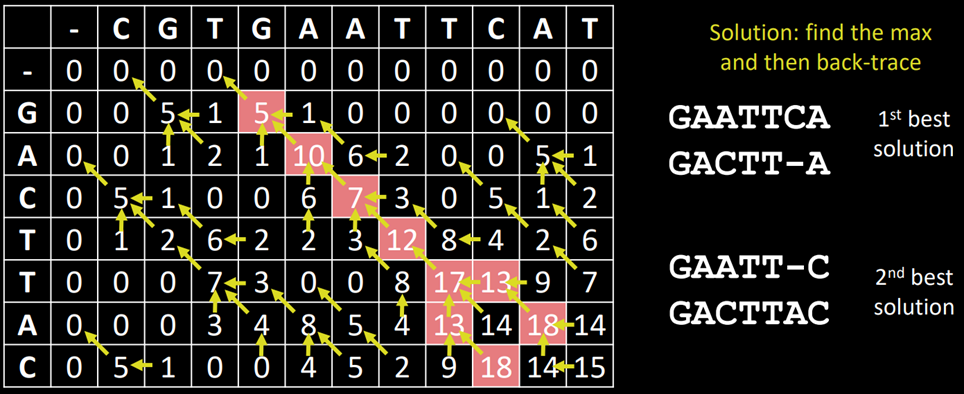 - C G T G A A T T C A T
- 0 0 0 0 0 0 0 0 0 0 0 0
G 0 0 5 1 5 1 0 0 0 0 0 0
A 0 0 1 2 1 10 6 2 0 0 5 1
C 0 5 1 0 0 6 7 3 0 5 1 2
T 0 1 2 6 2 2 3 12 8 4 2 6
T 0 0 0 7 3 0 0 8 17 13 9 7
A 0 0 0 3 4 8 5 4 13 14 18 14
C 0 5 1 0 0 4 5 2 9 18 14 15
Solution: find the max
and then back-trace
GAATTCA
GACTT-A
1st best
solution
GAATT-C
GACTTAC
2nd best
solution